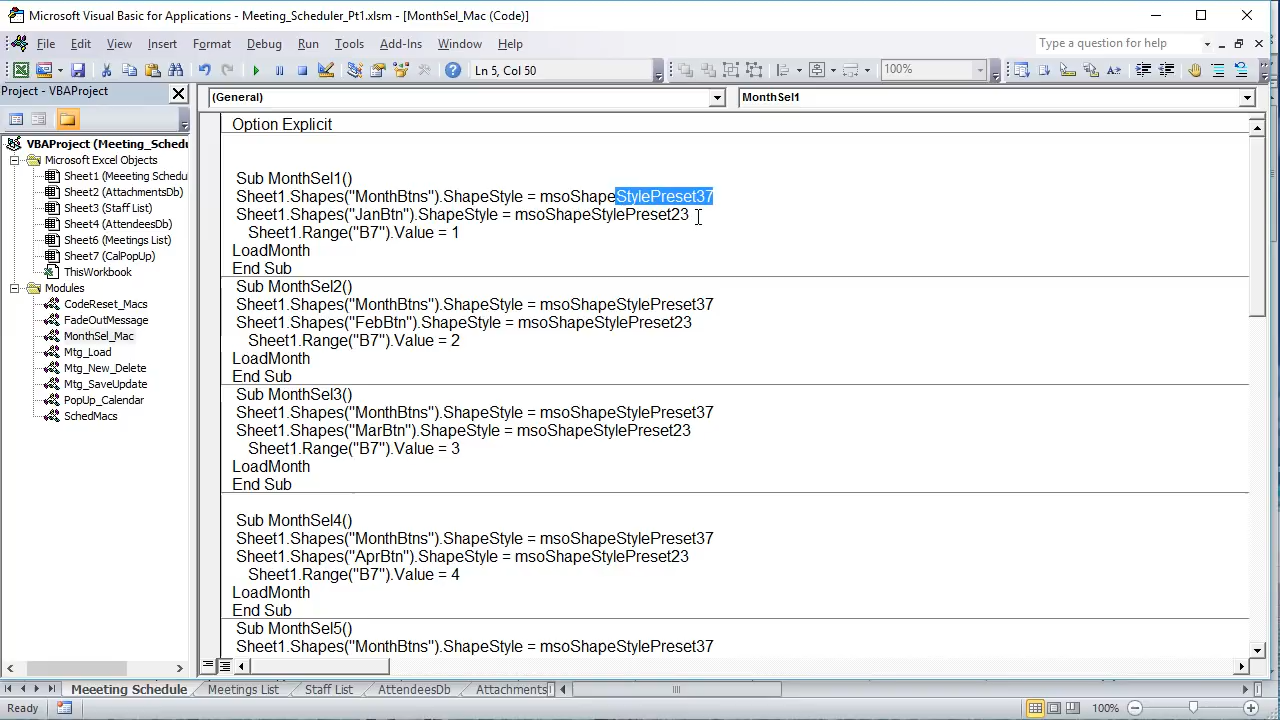 Microsoft Visual Basic for Applications - Meeting_Scheduler_Pt1.xlsm - [MonthSel_Mac (Code)]
File Edit View Insert Format Debug Run Tools Add-Ins Window Help Type a question for help
Ln 5, Col 50 100%
Project - VBAProject
(General) MonthSel1
VBAProject (Meeting_Schedu
Microsoft Excel Objects
Sheet1 (Meeeting Schedu
Sheet2 (AttachmentsDb)
Sheet3 (Staff List)
Sheet4 (AttendeesDb)
Sheet6 (Meetings List)
Sheet7 (CalPopUp)
ThisWorkbook
Modules
CodeReset_Macs
FadeOutMessage
MonthSel_Mac
Mtg_Load
Mtg_New_Delete
Mtg_SaveUpdate
PopUp_Calendar
SchedMacs
Option Explicit
Sub MonthSel1()
Sheet1.Shapes("MonthBtns").ShapeStyle = msoShapeStylePreset37
Sheet1.Shapes("JanBtn").ShapeStyle = msoShapeStylePreset23
Sheet1.Range("B7").Value = 1
LoadMonth
End Sub
Sub MonthSel2()
Sheet1.Shapes("MonthBtns").ShapeStyle = msoShapeStylePreset37
Sheet1.Shapes("FebBtn").ShapeStyle = msoShapeStylePreset23
Sheet1.Range("B7").Value = 2
LoadMonth
End Sub
Sub MonthSel3()
Sheet1.Shapes("MonthBtns").ShapeStyle = msoShapeStylePreset37
Sheet1.Shapes("MarBtn").ShapeStyle = msoShapeStylePreset23
Sheet1.Range("B7").Value = 3
LoadMonth
End Sub
Sub MonthSel4()
Sheet1.Shapes("MonthBtns").ShapeStyle = msoShapeStylePreset37
Sheet1.Shapes("AprBtn").ShapeStyle = msoShapeStylePreset23
Sheet1.Range("B7").Value = 4
LoadMonth
End Sub
Sub MonthSel5()
Sheet1.Shapes("MonthBtns").ShapeStyle = msoShapeStylePreset37
Meeeting Schedule Meetings List Staff List AttendeesDb Attachments
Ready 100%